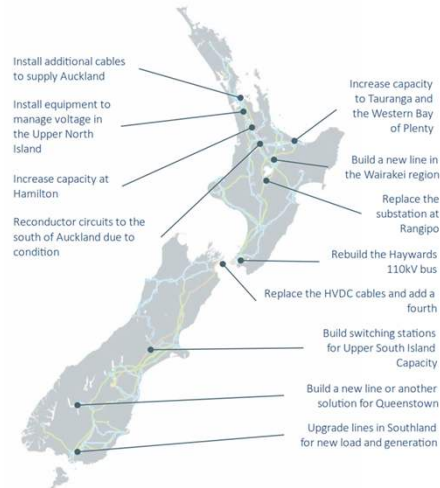 Install additional cables
to supply Auckland
Install equipment to
manage voltage in
the Upper North
Island
Increase capacity at
Hamilton
Reconductor circuits to the
south of Auckland due to
condition
Increase capacity
to Tauranga and
the Western Bay
of Plenty
Build a new line in
the Wairakei region
Replace the
substation at
Rangipo
Rebuild the Haywards
110kV bus
Replace the HVDC cables and add a
fourth
Build switching stations
for Upper South Island
Capacity
Build a new line or another
solution for Queenstown
Upgrade lines in Southland
for new load and generation